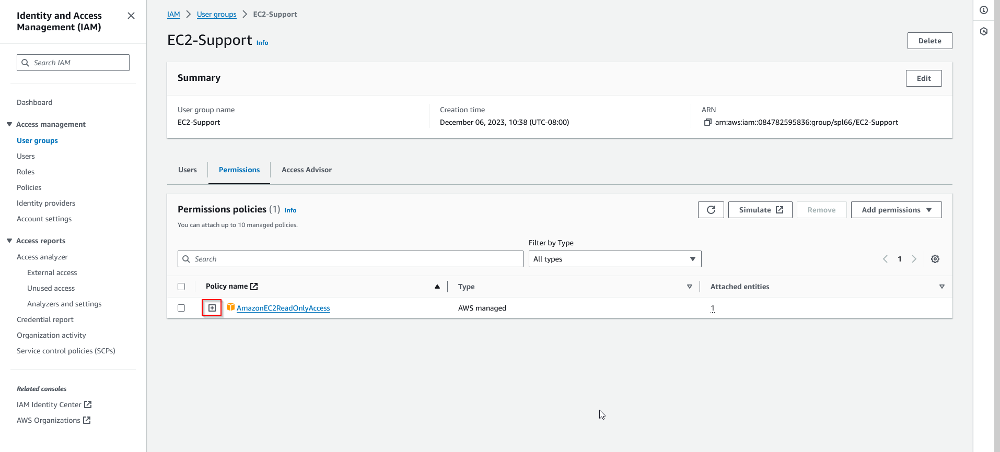 Identity and Access
Management (IAM)
Search IAM
Dashboard
Access management
User groups
Users
Roles
Policies
Identity providers
Account settings
Access reports
Access analyzer
External access
Unused access
Analyzers and settings
Credential report
Organization activity
Service control policies (SCPs)
Related consoles
IAM Identity Center
AWS Organizations
IAM > User groups > EC2-Support
EC2-Support Info
Delete
Summary
Edit
User group name
EC2-Support
Creation time
December 06, 2023, 10:38 (UTC-08:00)
ARN
arn:aws:iam::084782595836:group/spl66/EC2-Support
Users Permissions Access Advisor
Permissions policies (1) Info
You can attach up to 10 managed policies.
Simulate Remove Add permissions
Filter by Type
Search
All types
1
Policy name Type Attached entities
AmazonEC2ReadOnlyAccess AWS managed 1